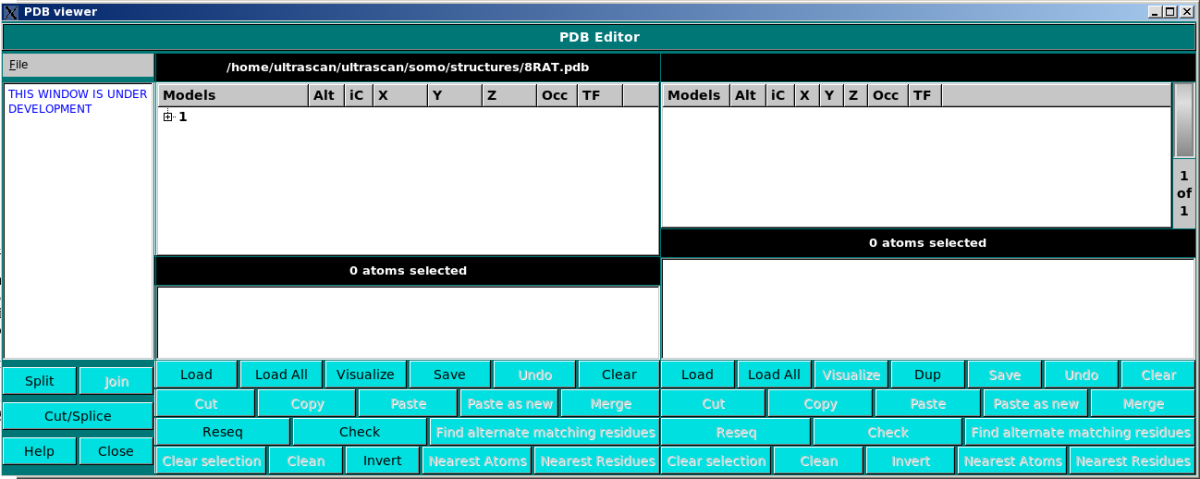 PDB viewer
PDB Editor
File
/home/ultrascan/ultrascan/somo/structures/8RAT.pdb
THIS WINDOW IS UNDER
DEVELOPMENT
Models Alt iC X Y Z Occ TF
1
0 atoms selected
Models Alt iC X Y Z Occ TF
1
of
1
0 atoms selected
Split Join
Cut/Splice
Help Close
Load Load All Visualize Save Undo Clear
Cut Copy Paste Paste as new Merge
Reseq Check Find alternate matching residues
Clear selection Clean Invert Nearest Atoms Nearest Residues
Load Load All Visualize Dup Save Undo Clear
Cut Copy Paste Paste as new Merge
Reseq Check Find alternate matching residues
Clear selection Clean Invert Nearest Atoms Nearest Residues